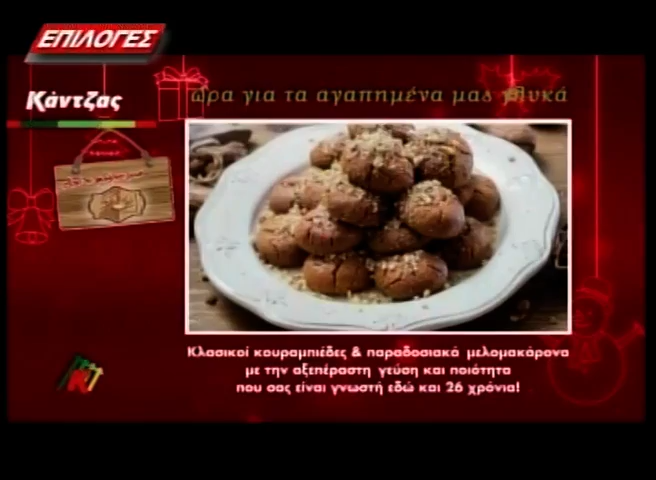 ΕΠΙΛΟΓΕΣ
Κάντζας
ώρα για τα αγαπημένα μας γλυκά
Κλασικοί κουραμπιέδες & παραδοσιακά μελομακάρονα
με την αξεπέραστη γεύση και ποιότητα
που σας είναι γνωστή εδώ και 26 χρόνια!